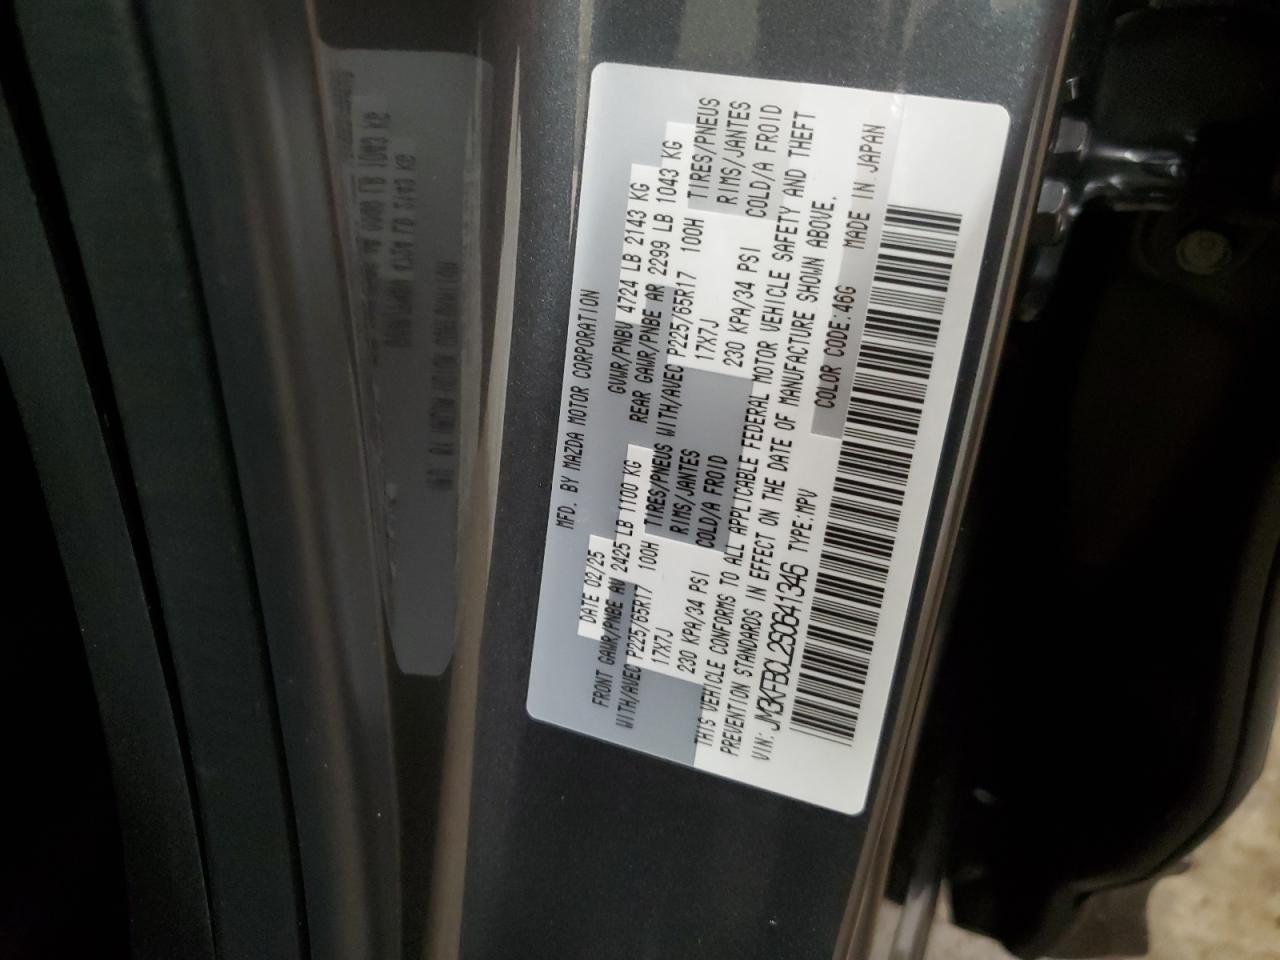 MFD. BY MAZDA MOTOR CORPORATION
DATE 02/25 GVWR/PNBV 4724 LB 2143 KG
FRONT GAWR/PNBE AV 2425 LB 1100 KG REAR GAWR/PNBE AR 2299 LB 1043 KG
WITH/AVEC P225/65R17 100H TIRES/PNEUS WITH/AVEC P225/65R17 100H TIRES/PNEUS
17X7J RIMS/JANTES 17X7J RIMS/JANTES
230 KPA/34 PSI COLD/A FROID 230 KPA/34 PSI COLD/A FROID
THIS VEHICLE CONFORMS TO ALL APPLICABLE FEDERAL MOTOR VEHICLE SAFETY AND THEFT
PREVENTION STANDARDS IN EFFECT ON THE DATE OF MANUFACTURE SHOWN ABOVE.
VIN: JM3KFBCL2S0641346 TYPE:MPV COLOR CODE:46G MADE IN JAPAN